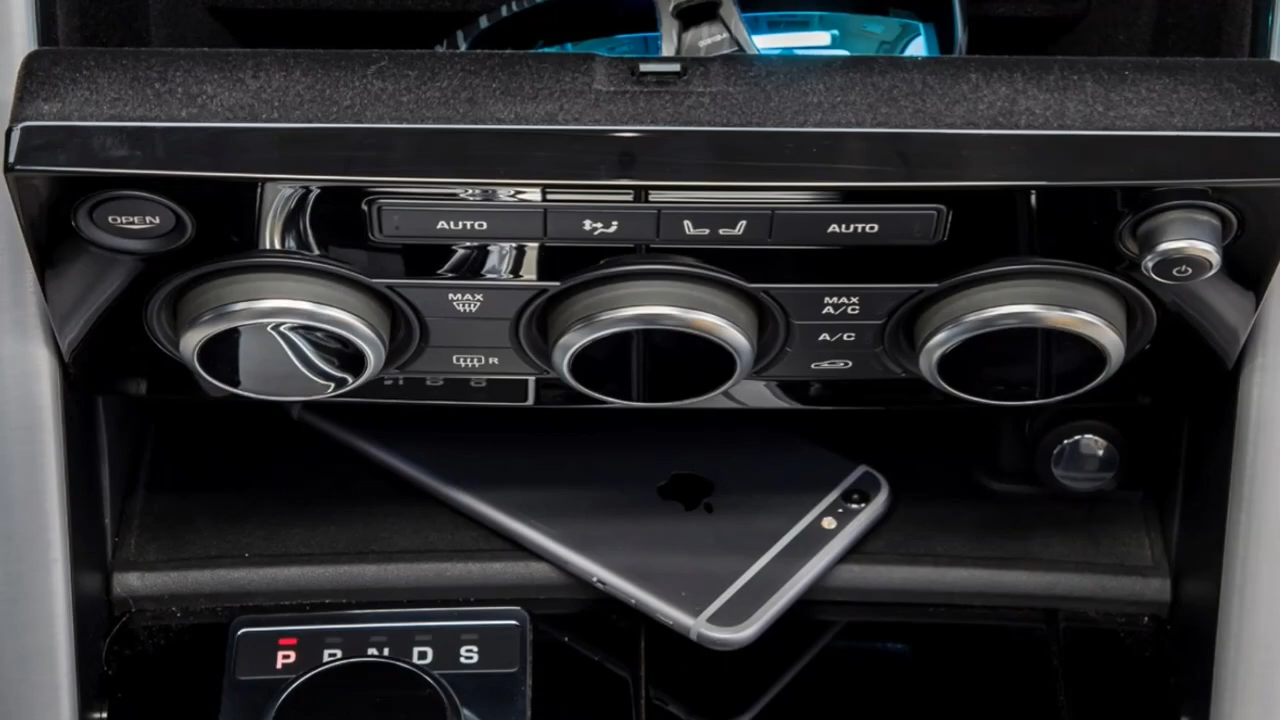 OPEN
AUTO AUTO
MAX
MAX
A/C
A/C
R
P R N D S